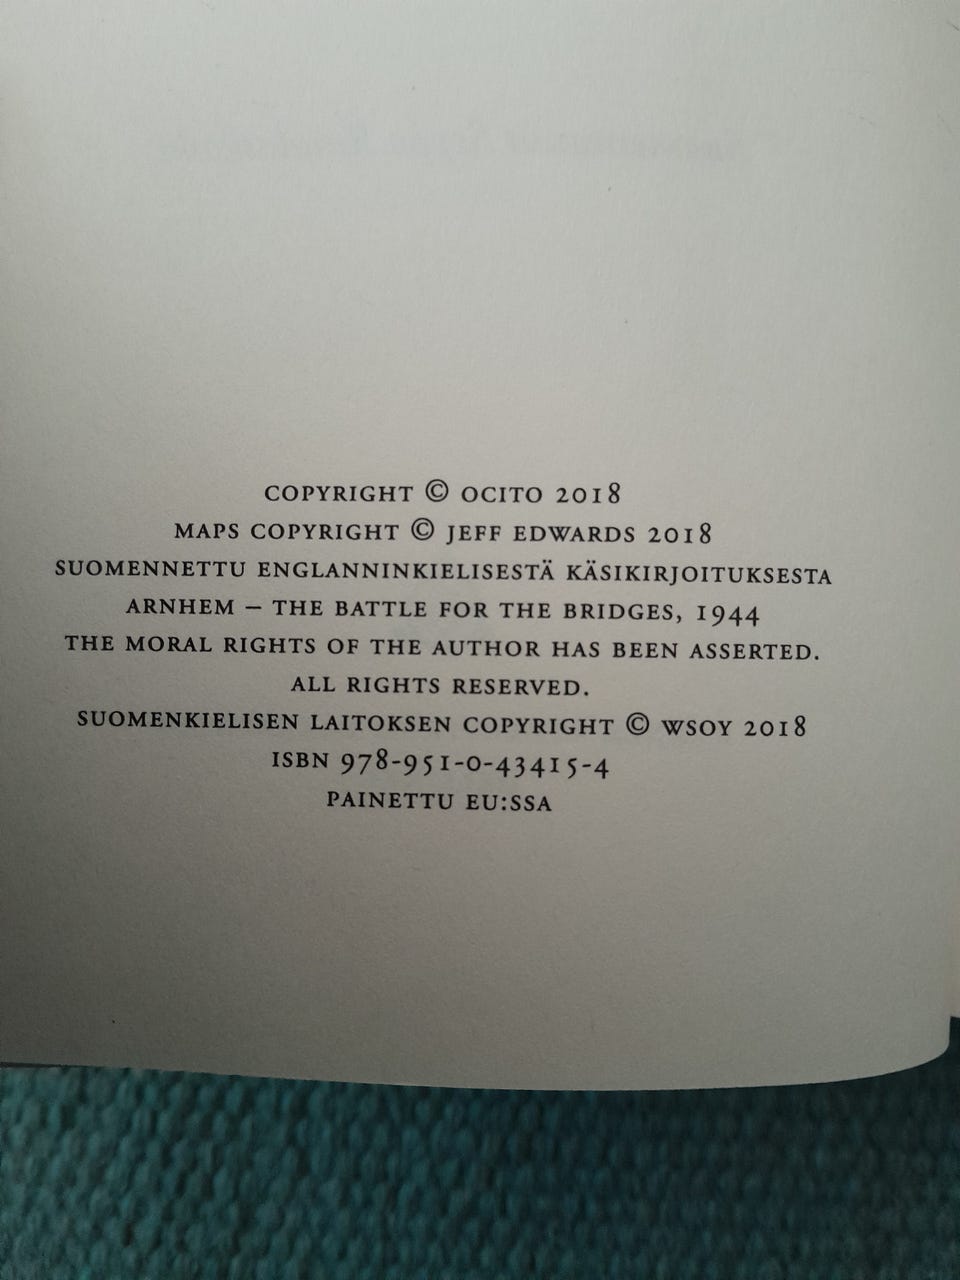 COPYRIGHT © OCITO 2018
MAPS COPYRIGHT © JEFF EDWARDS 2018
SUOMENNETTU ENGLANNINKIELISESTÄ KÄSIKIRJOITUKSESTA
ARNHEM – THE BATTLE FOR THE BRIDGES, 1944
THE MORAL RIGHTS OF THE AUTHOR HAS BEEN ASSERTED.
ALL RIGHTS RESERVED.
SUOMENKIELISEN LAITOKSEN COPYRIGHT © WSOY 2018
ISBN 978-951-0-43415-4
PAINETTU EU:SSA